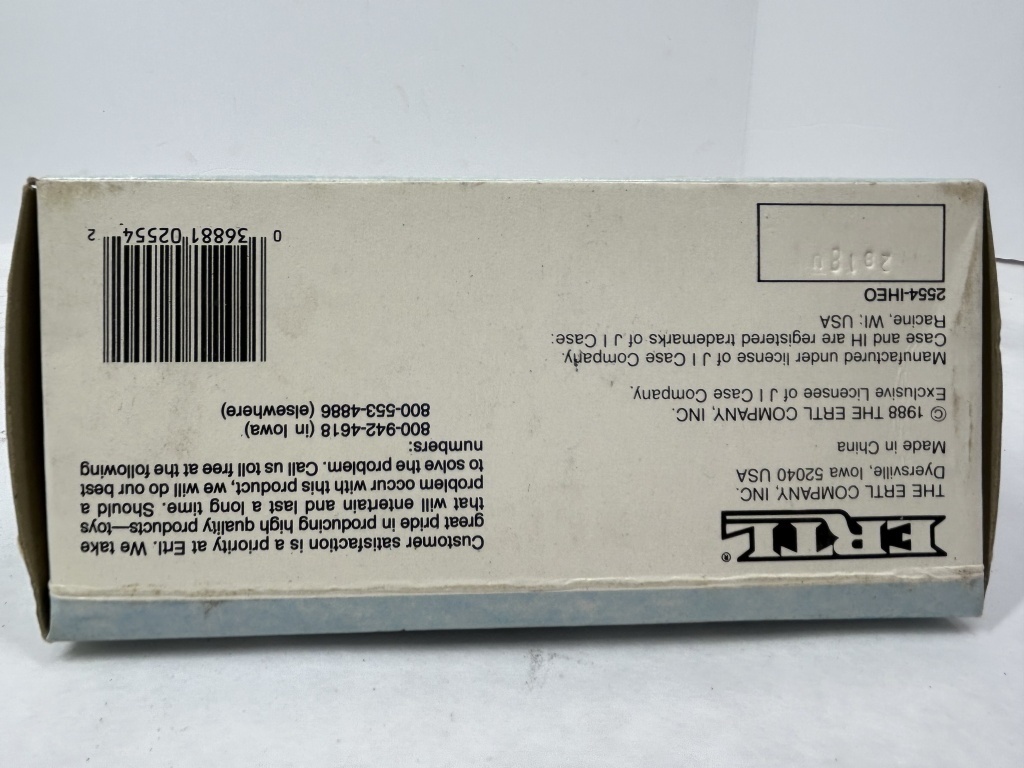 ERTL®
THE ERTL COMPANY, INC.
Dyersville, Iowa 52040 USA
Made in China
© 1988 THE ERTL COMPANY, INC.
Exclusive Licensee of J I Case Company.
Manufactured under license of J I Case Company.
Case and IH are registered trademarks of J I Case:
Racine, WI: USA
2554-IHEO
Customer satisfaction is a priority at Ertl. We take
great pride in producing high quality products—toys
that will entertain and last a long time. Should a
problem occur with this product, we will do our best
to solve the problem. Call us toll free at the following
numbers:
800-942-4618 (in Iowa)
800-553-4886 (elsewhere)
0 36881 02554 2